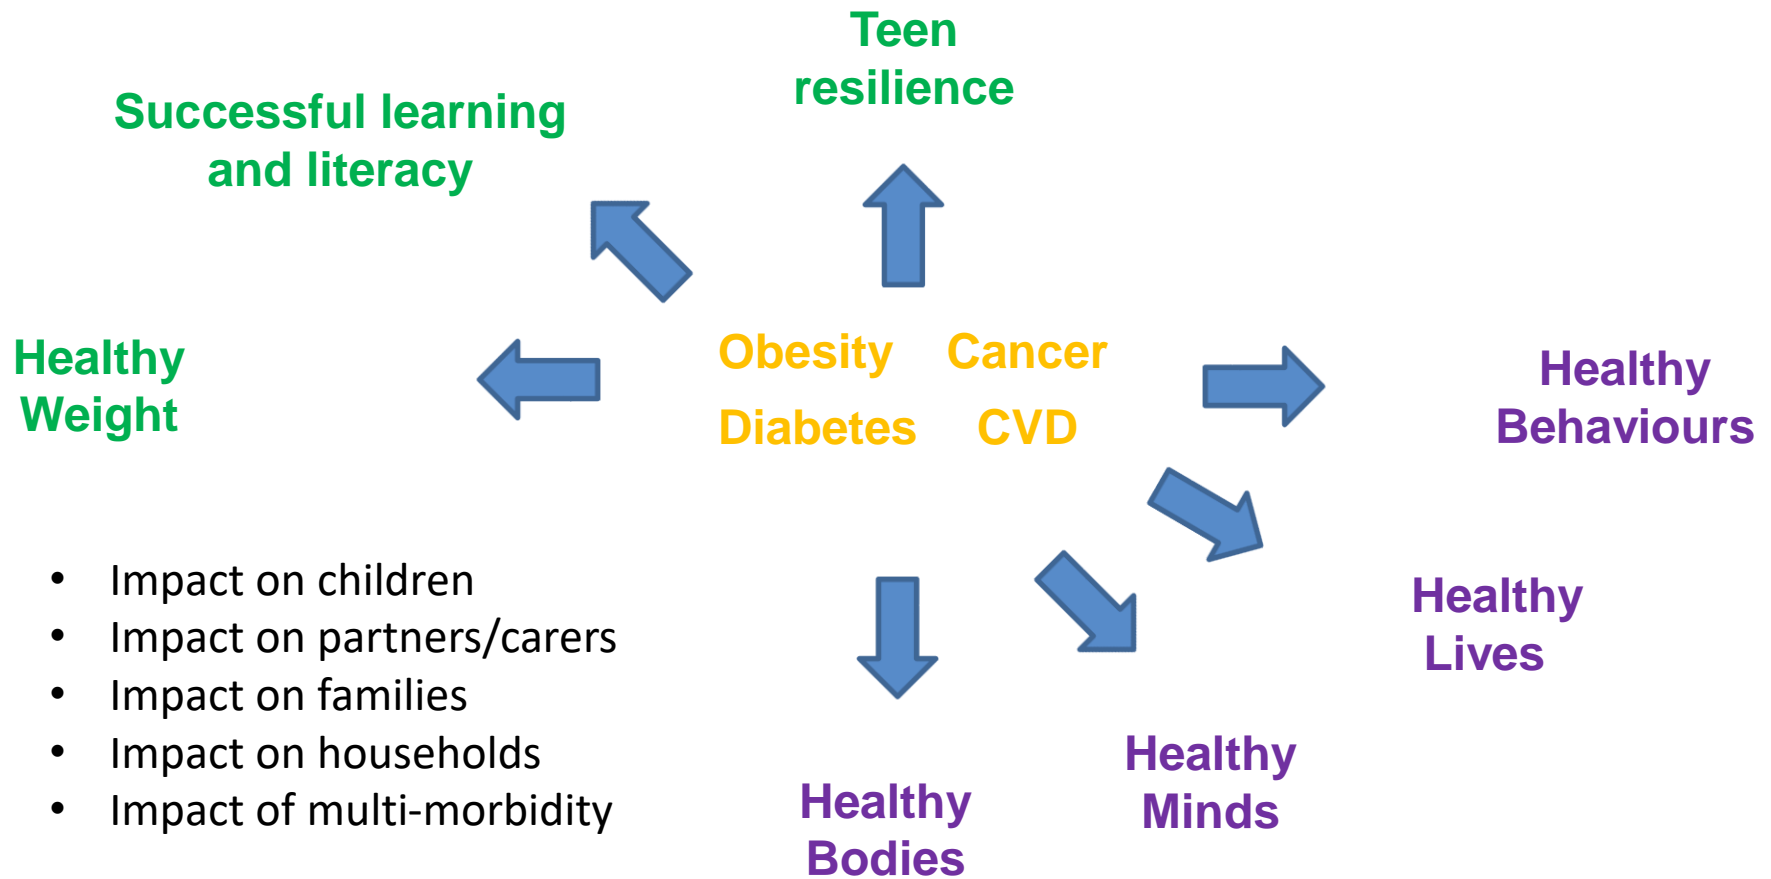 Teen
resilience
Successful learning
and literacy
Healthy
Weight
Obesity Cancer
Diabetes CVD
Healthy
Behaviours
Healthy
Lives
Healthy
Minds
Healthy
Bodies
• Impact on children
• Impact on partners/carers
• Impact on families
• Impact on households
• Impact of multi-morbidity